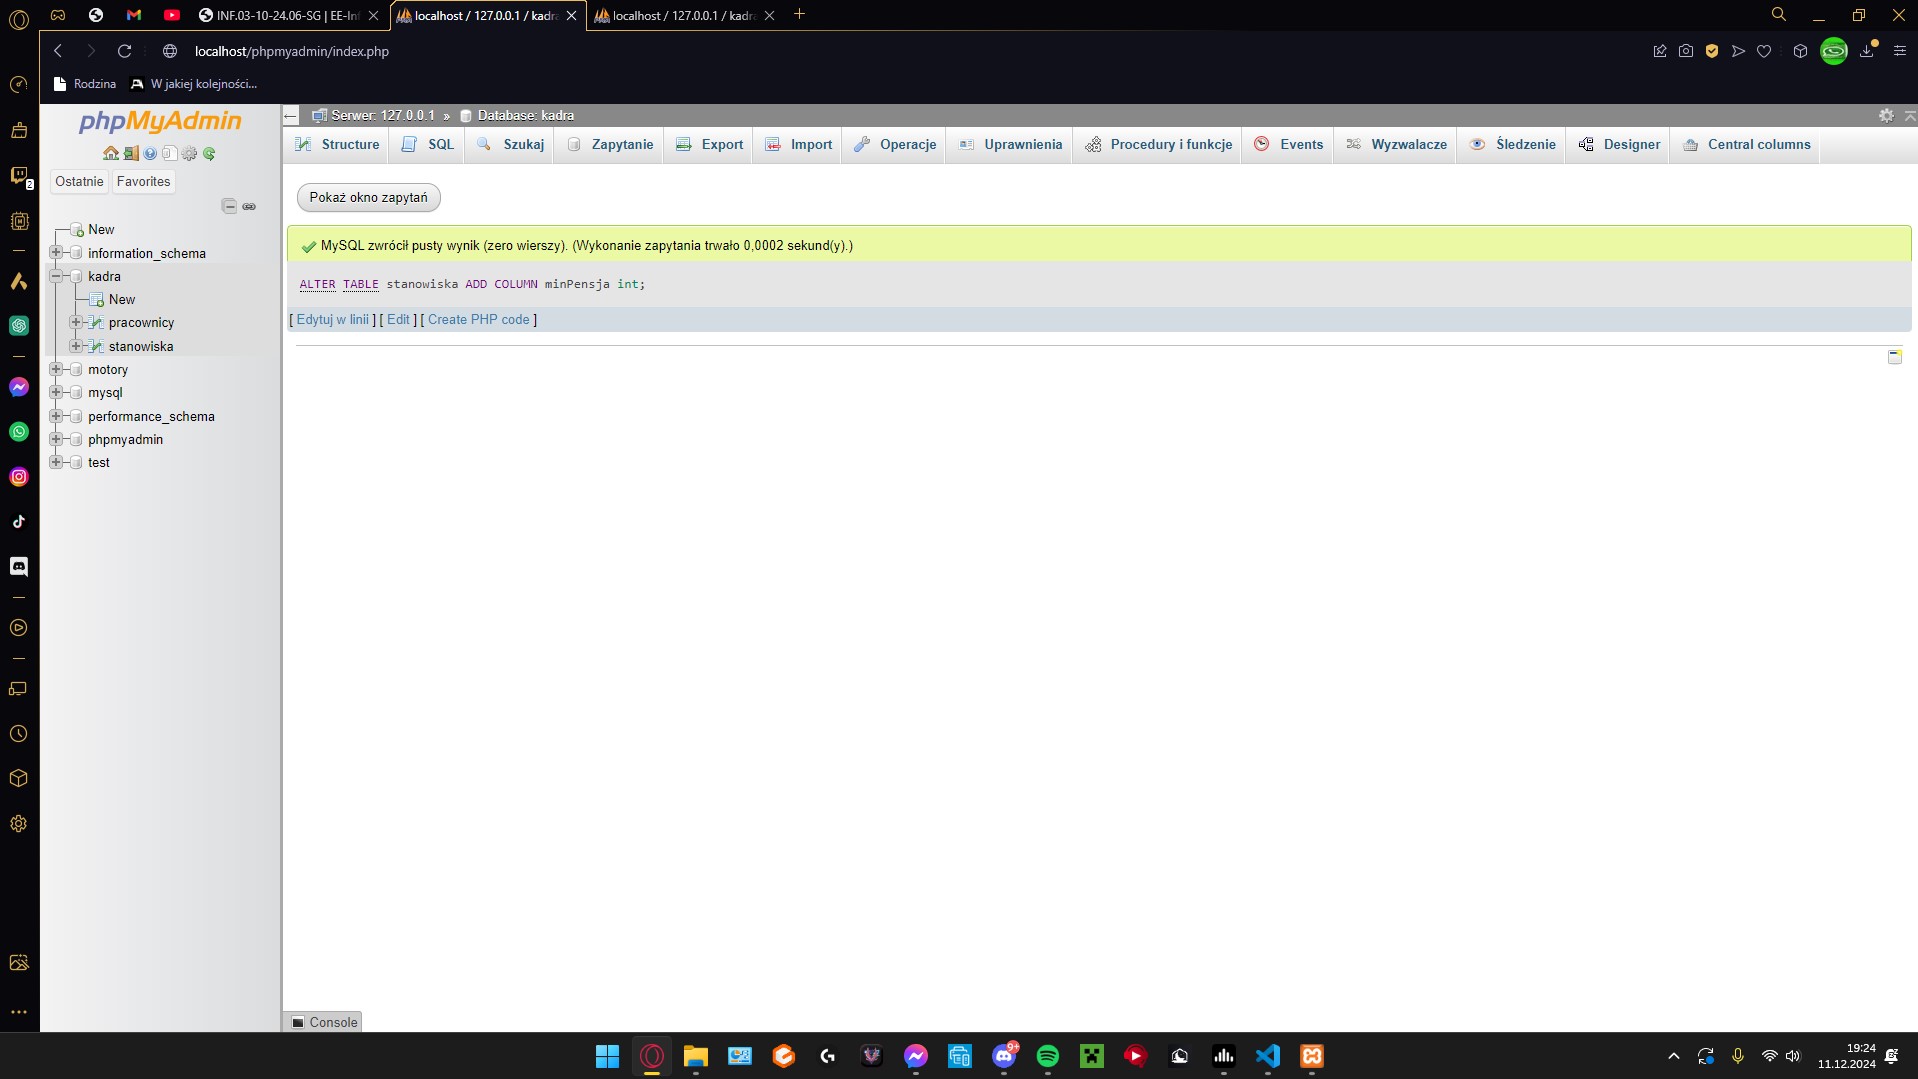 INF.03-10-24.06-SG | EE-Inf
localhost / 127.0.0.1 / kadra
localhost / 127.0.0.1 / kadra
localhost/phpmyadmin/index.php
Rodzina
W jakiej kolejności...
phpMyAdmin
Ostatnie
Favorites
New
information_schema
kadra
New
pracownicy
stanowiska
motory
mysql
performance_schema
phpmyadmin
test
Serwer: 127.0.0.1 » Database: kadra
Structure
SQL
Szukaj
Zapytanie
Export
Import
Operacje
Uprawnienia
Procedury i funkcje
Events
Wyzwalacze
Śledzenie
Designer
Central columns
Pokaż okno zapytań
MySQL zwrócił pusty wynik (zero wierszy). (Wykonanie zapytania trwało 0,0002 sekund(y).)
ALTER TABLE stanowiska ADD COLUMN minPensja int;
[ Edytuj w linii ] [ Edit ] [ Create PHP code ]
Console
2
9+
19:24
11.12.2024